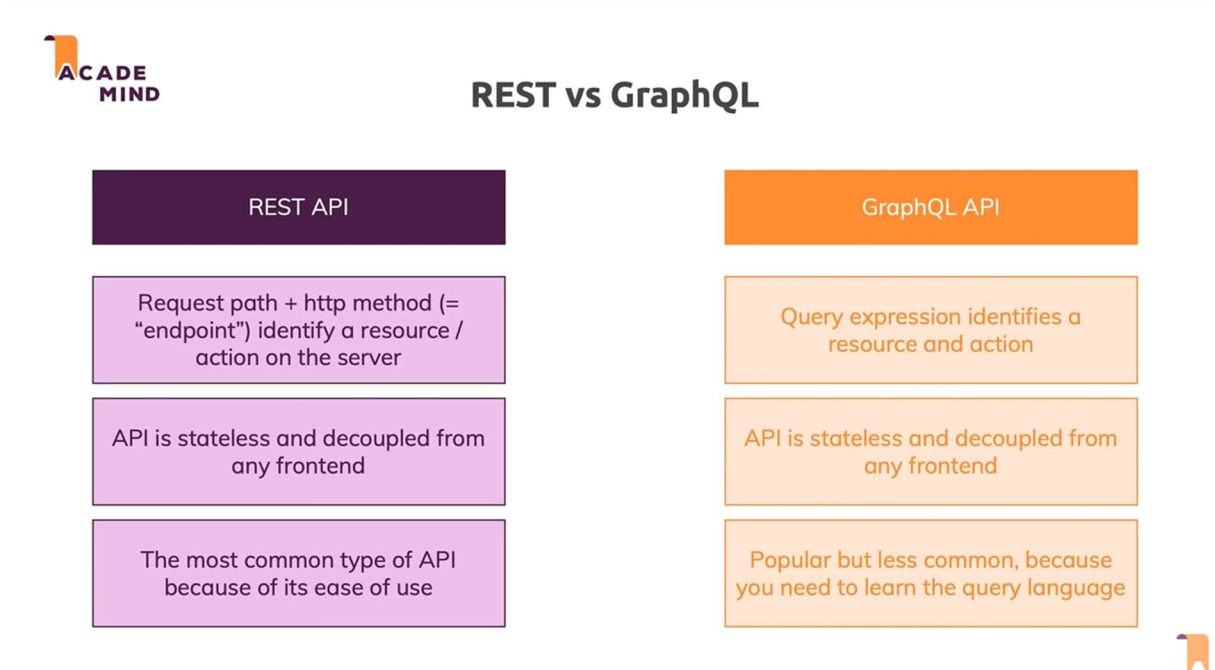 ACADE
MIND
REST vs GraphQL
REST API
Request path + http method (=
“endpoint”) identify a resource /
action on the server
API is stateless and decoupled from
any frontend
The most common type of API
because of its ease of use
GraphQL API
Query expression identifies a
resource and action
API is stateless and decoupled from
any frontend
Popular but less common, because
you need to learn the query language